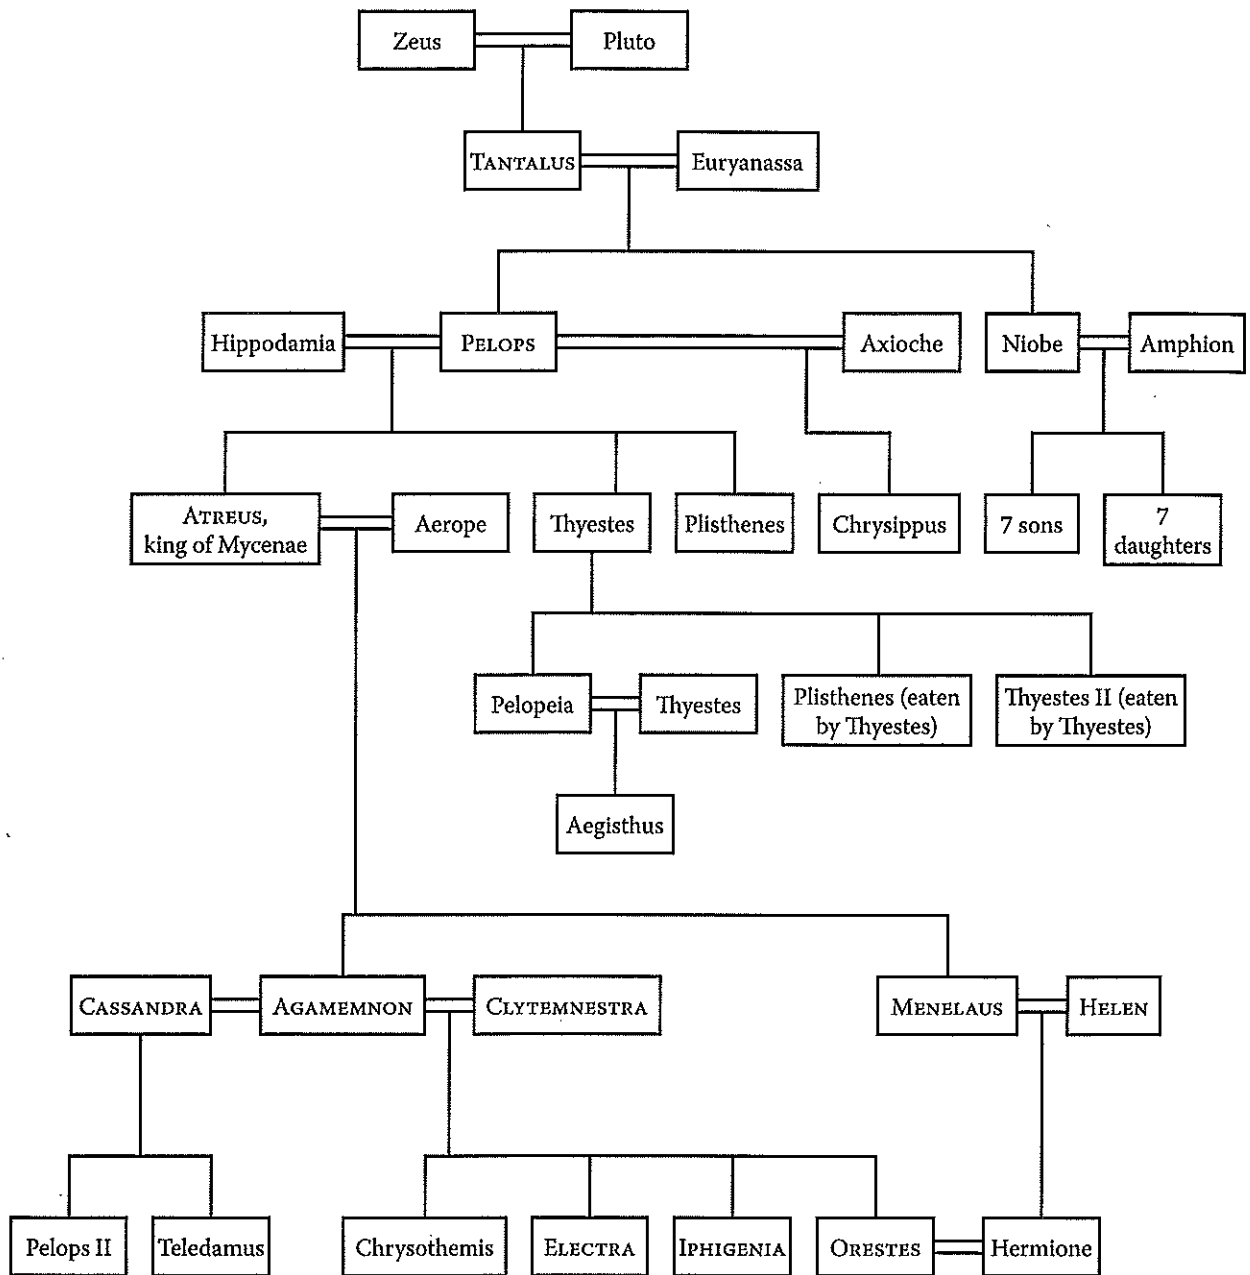 Zeus
Pluto
TANTALUS
Euryanassa
Hippodamia
PELOPS
Axioche
Niobe
Amphion
ATREUS,
king of Mycenae
Aerope
Thyestes
Plisthenes
Chrysippus
7 sons
7
daughters
Pelopeia
Thyestes
Plisthenes (eaten
by Thyestes)
Thyestes II (eaten
by Thyestes)
Aegisthus
CASSANDRA
AGAMEMNON
CLYTEMNESTRA
MENELAUS
HELEN
Pelops II
Teledamus
Chrysothemis
ELECTRA
IPHIGENIA
ORESTES
Hermione